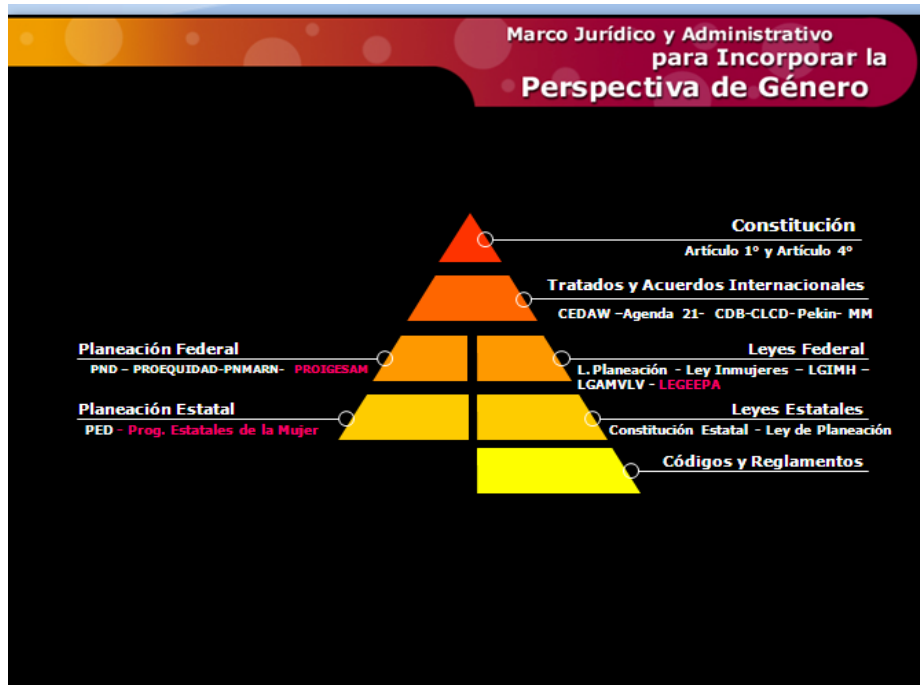 Marco Jurídico y Administrativo
para Incorporar la
Perspectiva de Género
Constitución
Artículo 1º y Artículo 4º
Tratados y Acuerdos Internacionales
CEDAW –Agenda 21- CDB-CLCD-Pekin- MM
Planeación Federal
PND – PROEQUIDAD-PNMARN- PROIGESAM
Leyes Federal
L. Planeación - Ley Inmujeres – LGIMH –
LGAMVLV - LEGEEPA
Planeación Estatal
PED - Prog. Estatales de la Mujer
Leyes Estatales
Constitución Estatal - Ley de Planeación
Códigos y Reglamentos